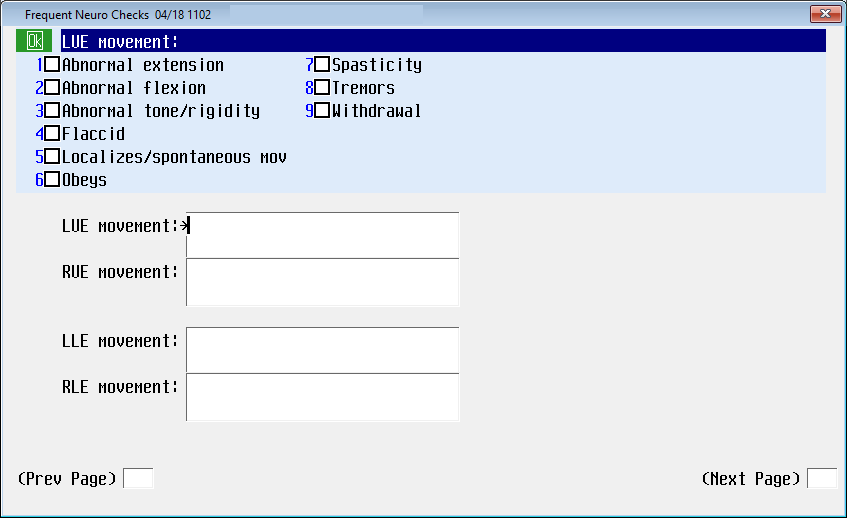 Frequent Neuro Checks 04/18 1102
Ok LUE movement:
1 Abnormal extension 7 Spasticity
2 Abnormal flexion 8 Tremors
3 Abnormal tone/rigidity 9 Withdrawal
4 Flaccid
5 Localizes/spontaneous mov
6 Obeys
LUE movement:
RUE movement:
LLE movement:
RLE movement:
(Prev Page) (Next Page)